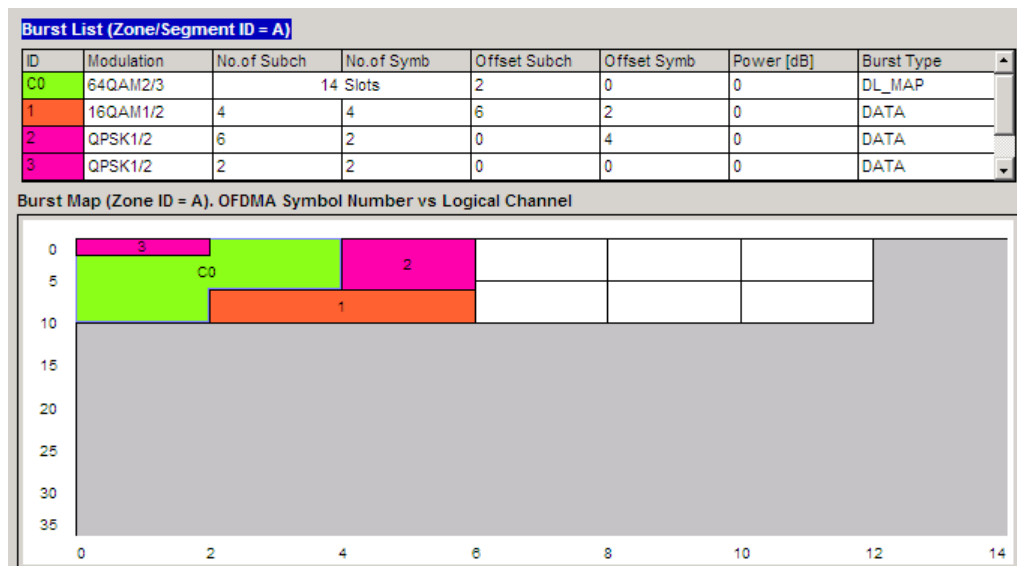 Burst List (Zone/Segment ID = A)
ID Modulation No.of Subch No.of Symb Offset Subch Offset Symb Power [dB] Burst Type
C0 64QAM2/3 14 Slots 2 0 0 DL_MAP
1 16QAM1/2 4 4 6 2 0 DATA
2 QPSK1/2 6 2 0 4 0 DATA
3 QPSK1/2 2 2 0 0 0 DATA
Burst Map (Zone ID = A). OFDMA Symbol Number vs Logical Channel
0 3
C0 2
5
1
10
15
20
25
30
35
0 2 4 6 8 10 12 14